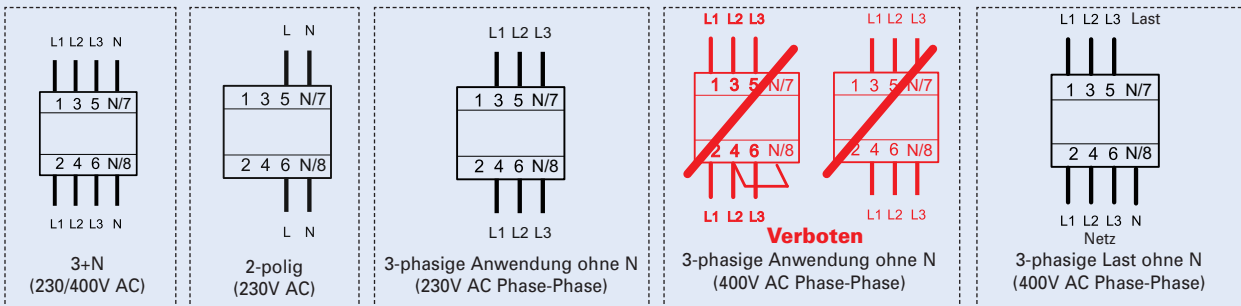 L1 L2 L3 N
1 3 5 N/7
2 4 6 N/8
L1 L2 L3 N
3+N
(230/400V AC)
L N
1 3 5 N/7
2 4 6 N/8
L N
2-polig
(230V AC)
L1 L2 L3
1 3 5 N/7
2 4 6 N/8
L1 L2 L3
3-phasige Anwendung ohne N
(230V AC Phase-Phase)
L1 L2 L3
1 3 5 N/7
2 4 6 N/8
L1 L2 L3
L1 L2 L3
1 3 5 N/7
2 4 6 N/8
L1 L2 L3
Verboten
3-phasige Anwendung ohne N
(400V AC Phase-Phase)
L1 L2 L3 Last
1 3 5 N/7
2 4 6 N/8
L1 L2 L3 N
Netz
3-phasige Last ohne N
(400V AC Phase-Phase)